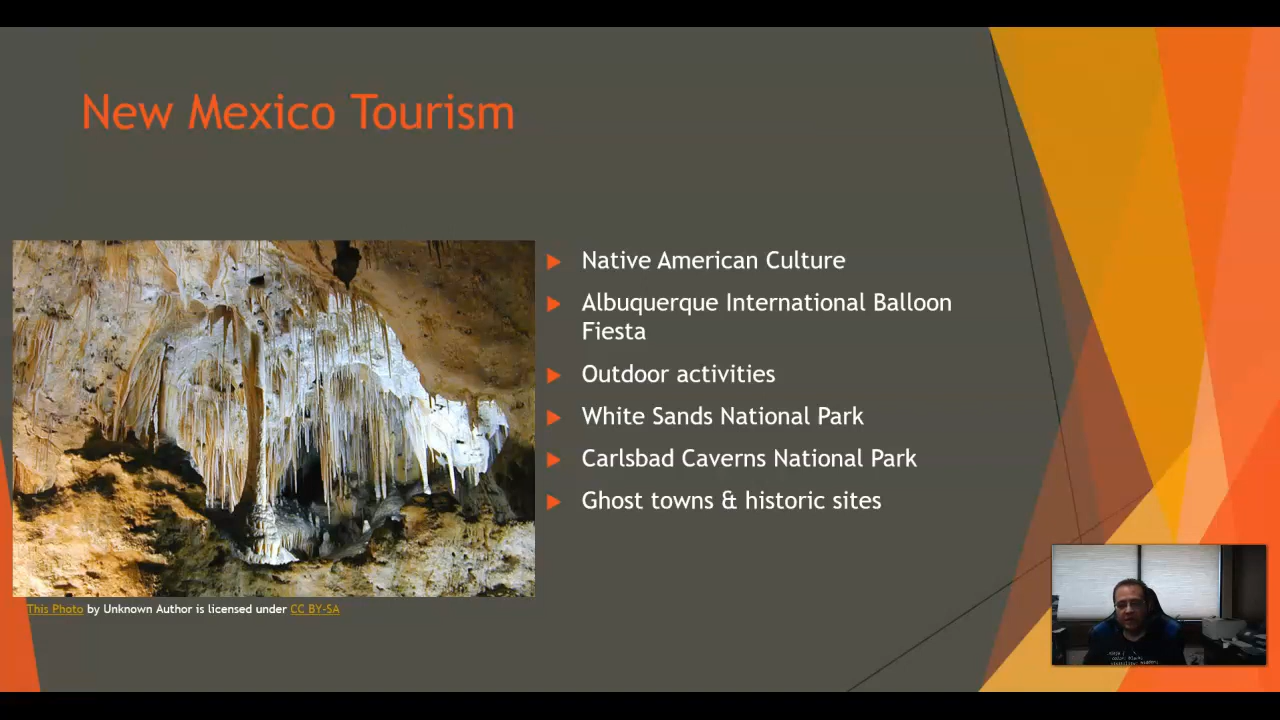 New Mexico Tourism
Native American Culture
Albuquerque International Balloon
Fiesta
Outdoor activities
White Sands National Park
Carlsbad Caverns National Park
Ghost towns & historic sites
This Photo by Unknown Author is licensed under CC BY-SA